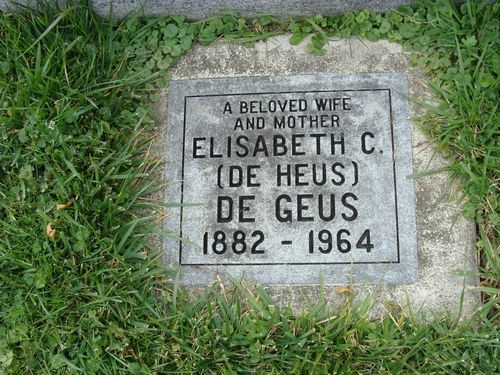 A BELOVED WIFE
AND MOTHER
ELISABETH C.
(DE HEUS)
DE GEUS
1882 - 1964